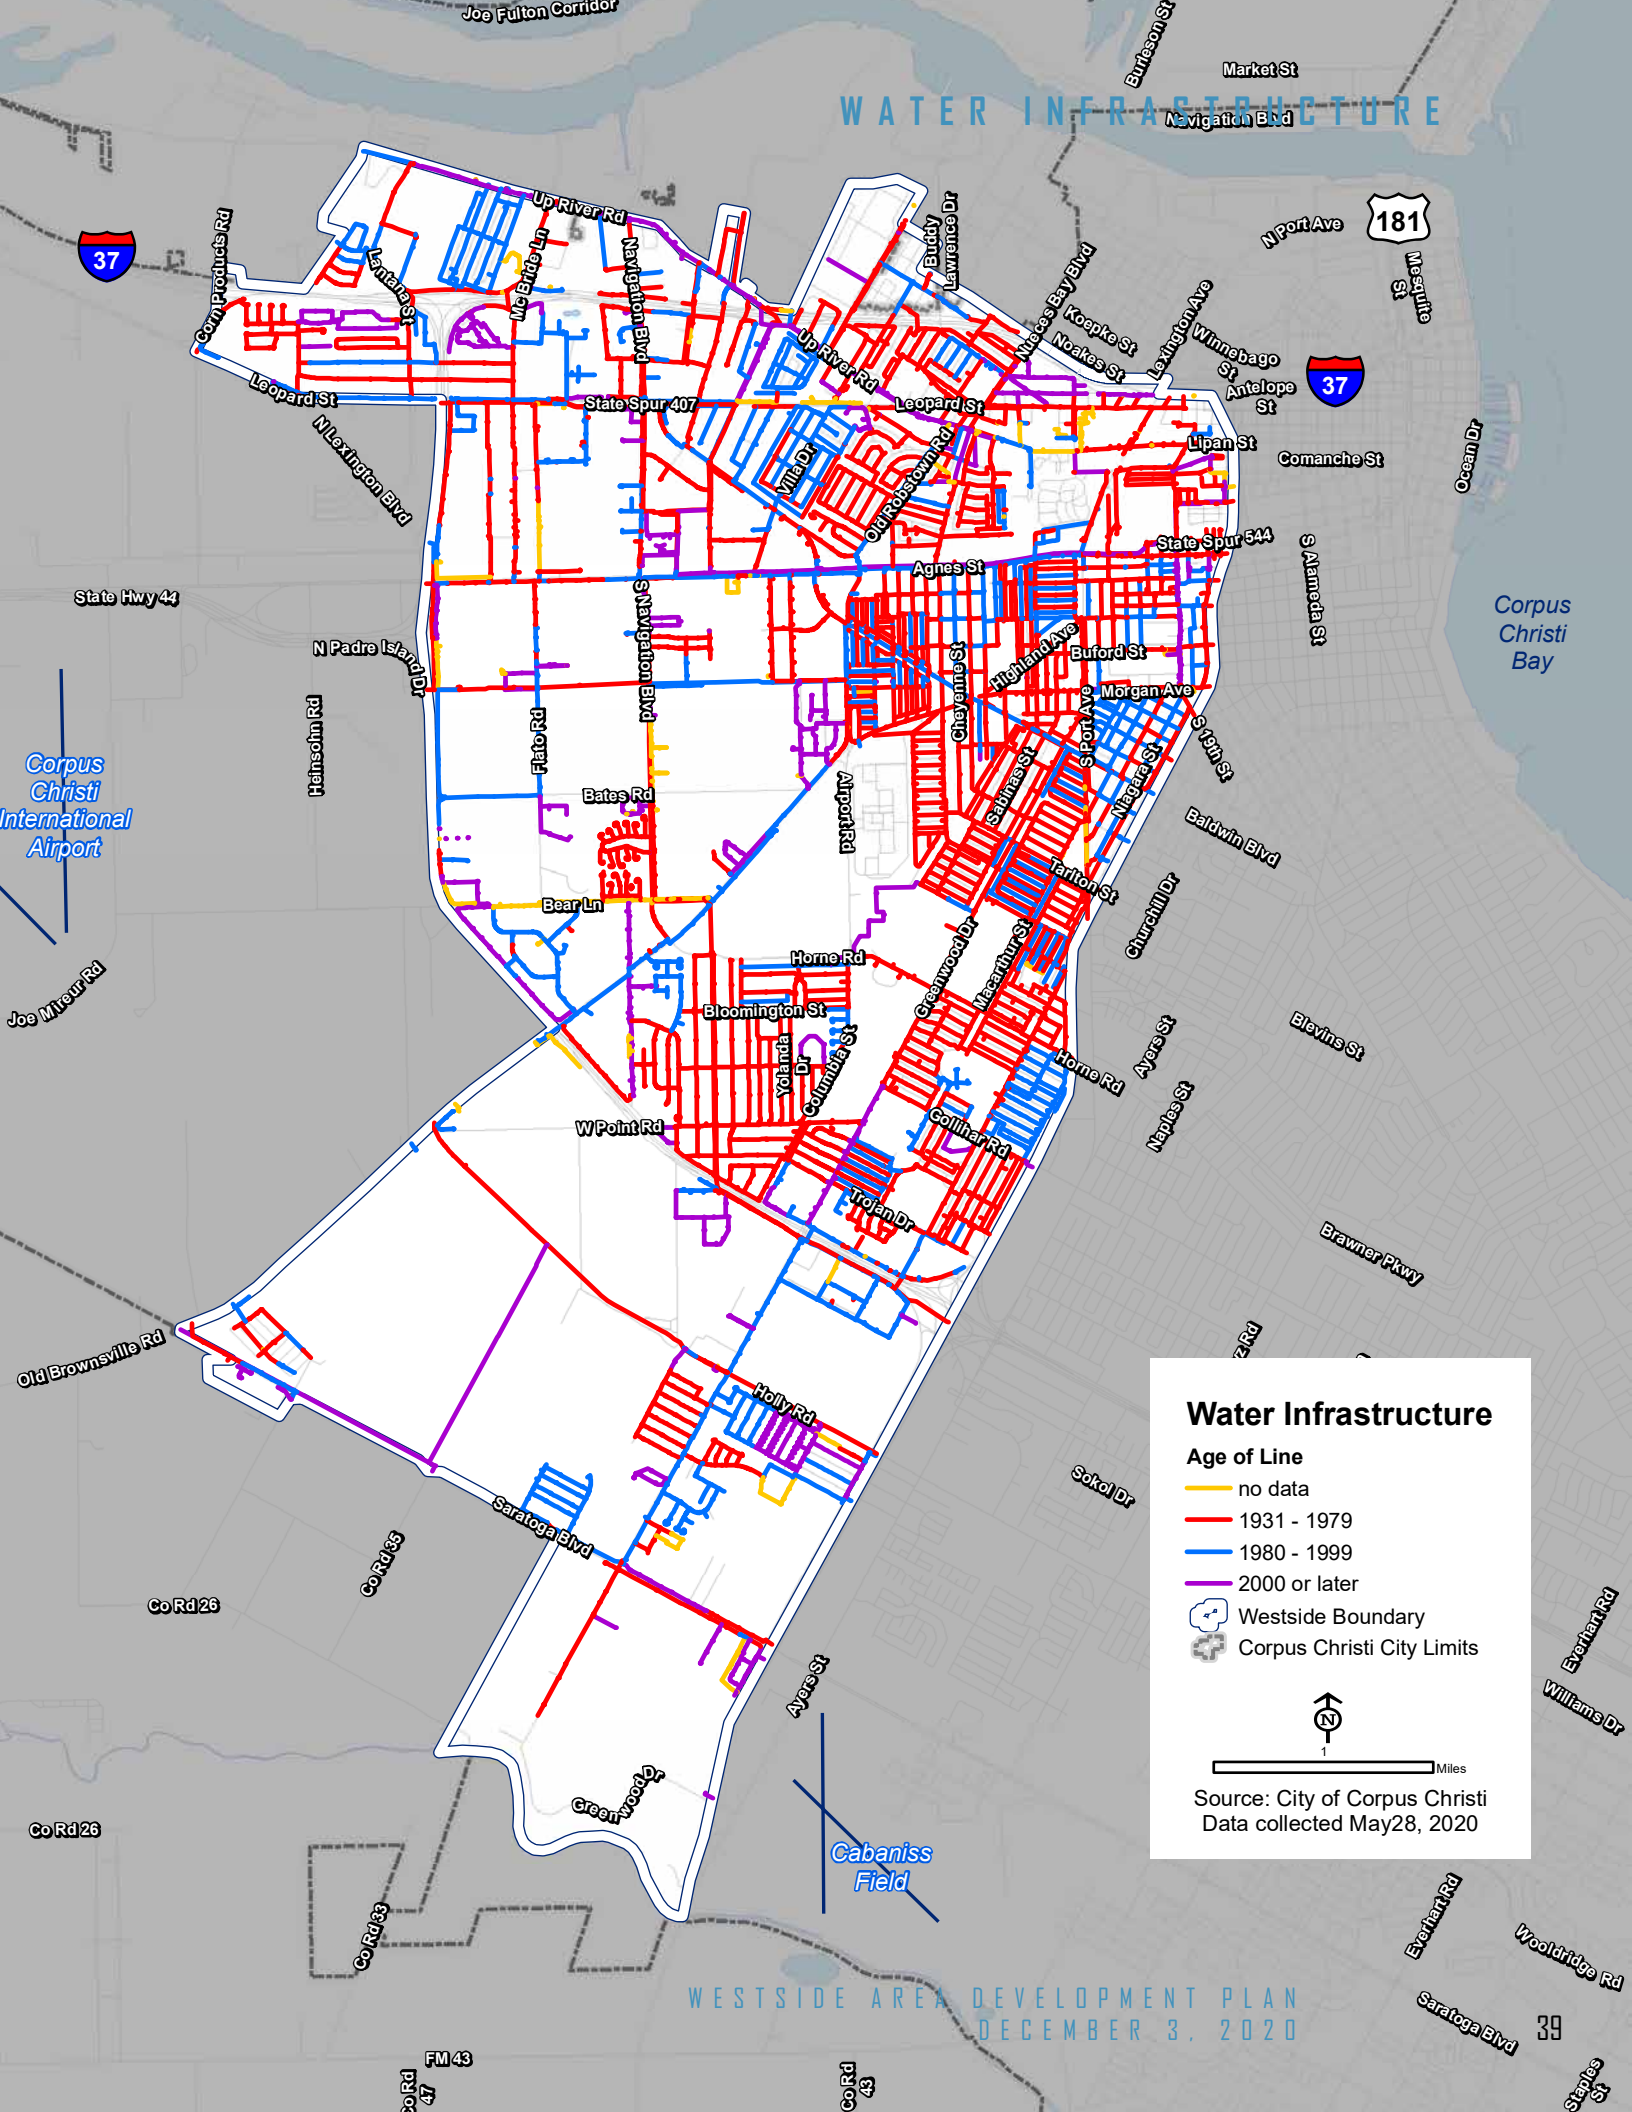 Joe Fulton Corridor
Burleson St
Market St
WATER INFRASTRUCTURE
Navigation Blvd
181
N Port Ave
Mesquite
St
37
Corn Products Rd
Up River Rd
Lantana St
Mc Bride Ln
Navigation Blvd
Buddy
Lawrence Dr
Nueces Bay Blvd
Koepke St
Noakes St
Lexington Ave
Winnebago
St
Antelope
St
37
Up River Rd
Leopard St
State Spur 407
Leopard St
N Lexington Blvd
Villa Dr
Old Robstown Rd
Lipan St
Comanche St
Ocean Dr
State Spur 544
Agnes St
S Alameda St
State Hwy 44
N Padre Island Dr
S Navigation Blvd
Cheyenne St
Highland Ave
Buford St
Morgan Ave
Corpus
Christi
Bay
Heinsohn Rd
Flato Rd
Corpus
Christi
International
Airport
Bates Rd
Airport Rd
Sabinas St
S Port Ave
Niagara St
S 19th St
Baldwin Blvd
Tarlton St
Churchill Dr
Bear Ln
Horne Rd
Greenwood Dr
Macarthur St
Joe Mireur Rd
Bloomington St
Yolanda
Dr
Columbia St
Horne Rd
Ayers St
Blevins St
Naples St
W Point Rd
Gollihar Rd
Trojan Dr
Brawner Pkwy
Old Brownsville Rd
Holly Rd
Sokol Dr
Saratoga Blvd
Co Rd 35
Co Rd 26
Water Infrastructure
Age of Line
no data
1931 - 1979
1980 - 1999
2000 or later
Westside Boundary
Corpus Christi City Limits
N
1
Miles
Source: City of Corpus Christi
Data collected May28, 2020
Everhart Rd
Williams Dr
Ayers St
Greenwood Dr
Co Rd 26
Cabaniss
Field
Co Rd 33
Everhart Rd
Wooldridge Rd
Saratoga Blvd
WESTSIDE AREA DEVELOPMENT PLAN
DECEMBER 3, 2020
39
FM 43
Co Rd
47
Co Rd
43
Staples
St